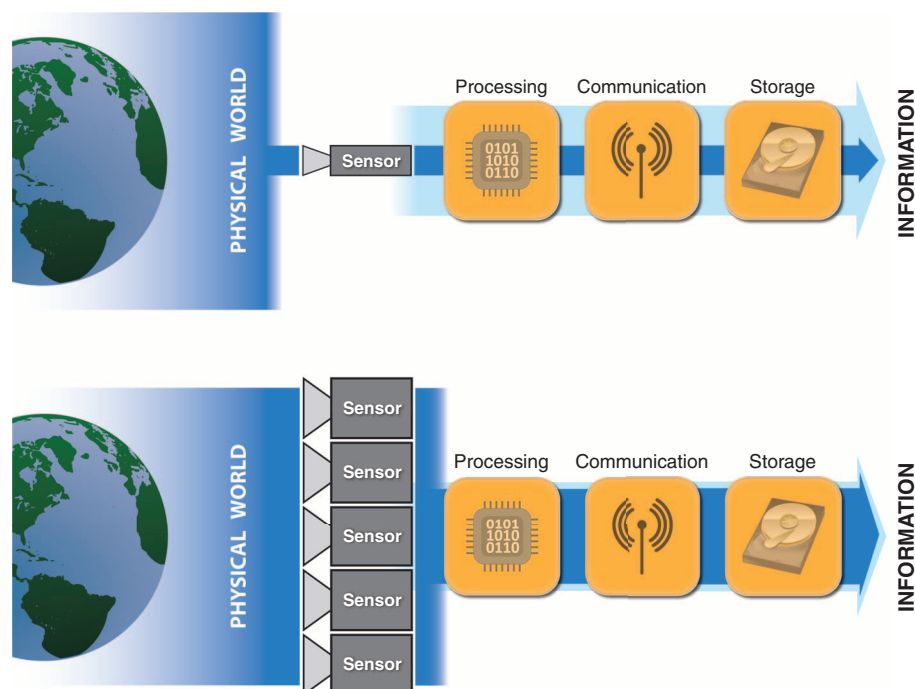 PHYSICAL WORLD
Sensor
Processing
Communication
Storage
0101
1010
0110
INFORMATION
PHYSICAL WORLD
Sensor
Sensor
Sensor
Sensor
Sensor
Processing
Communication
Storage
0101
1010
0110
INFORMATION